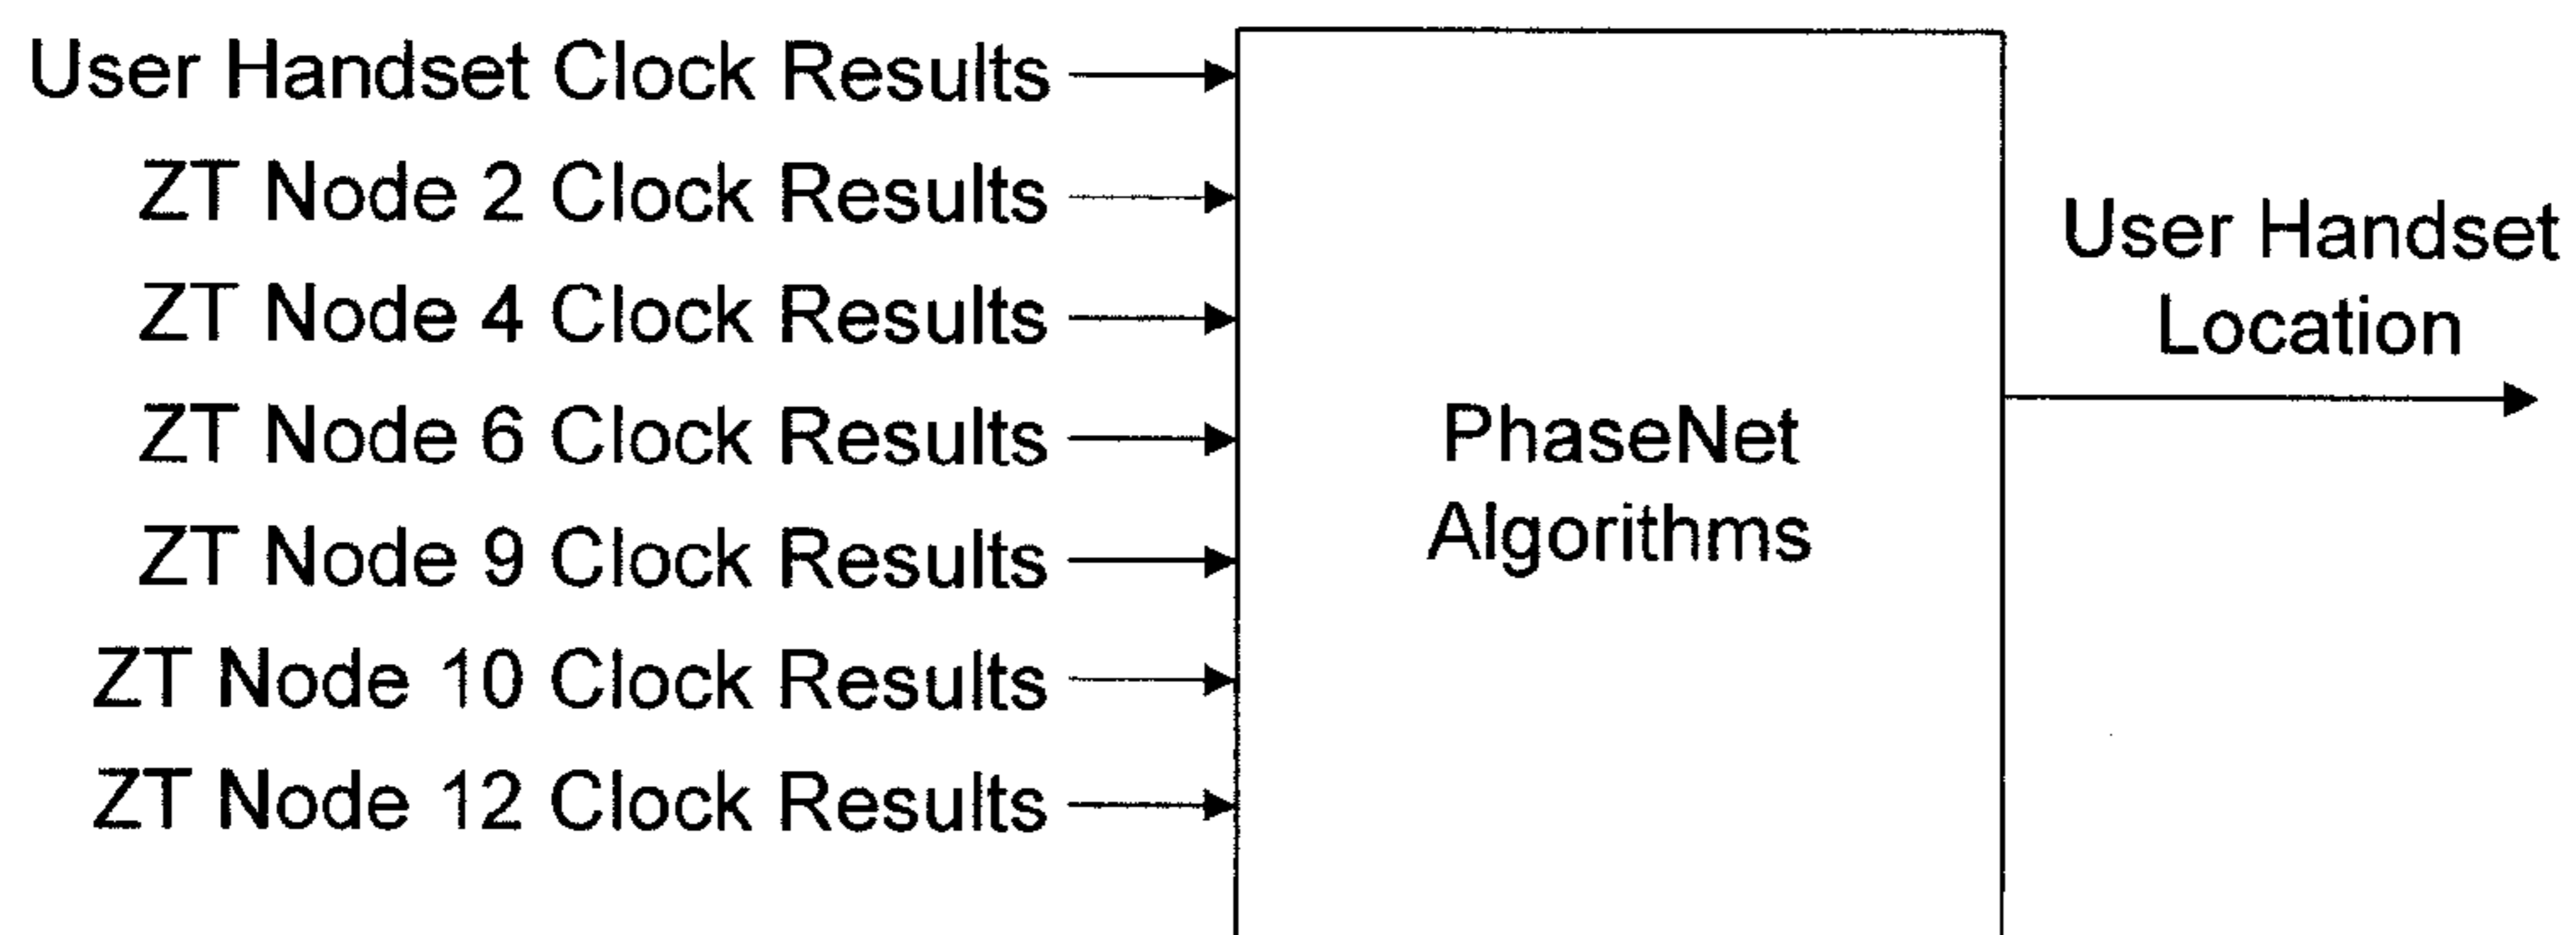 User Handset Clock Results
ZT Node 2 Clock Results
ZT Node 4 Clock Results
ZT Node 6 Clock Results
ZT Node 9 Clock Results
ZT Node 10 Clock Results
ZT Node 12 Clock Results
PhaseNet
Algorithms
User Handset
Location